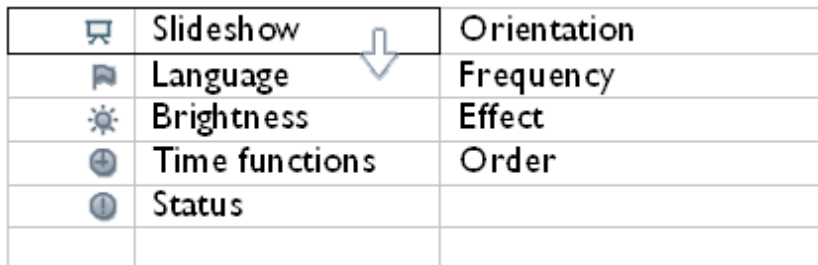 Slideshow Orientation
Language Frequency
Brightness Effect
Time functions Order
Status